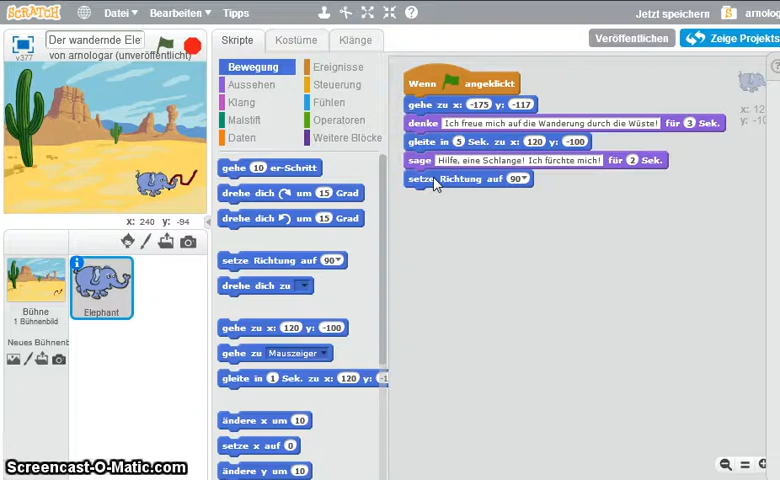 SCRATCH Datei▼ Bearbeiten▼ Tipps Jetzt speichern arnologar
Der wandernde Ele
von arnologar (unveröffentlicht)
v377
Skripte Kostüme Klänge Veröffentlichen Zeige Projekts
Bewegung Ereignisse
Aussehen Steuerung
Klang Fühlen
Malstift Operatoren
Daten Weitere Blöcke
gehe 10 er-Schritt
drehe dich um 15 Grad
drehe dich um 15 Grad
setze Richtung auf 90▼
drehe dich zu
gehe zu x: 120 y: -100
gehe zu Mauszeiger
gleite in 1 Sek. zu x: 120 y: -1
ändere x um 10
setze x auf 0
ändere y um 10
Wenn angeklickt
gehe zu x: -175 y: -117
denke Ich freue mich auf die Wanderung durch die Wüste! für 3 Sek.
gleite in 5 Sek. zu x: 120 y: -100
sage Hilfe, eine Schlange! Ich fürchte mich! für 2 Sek.
setze Richtung auf 90▼
x: 240 y: -94
Bühne
1 Bühnenbild
Neues Bühnenb
Elephant
x: 12
y: -10
Screencast-O-Matic.com